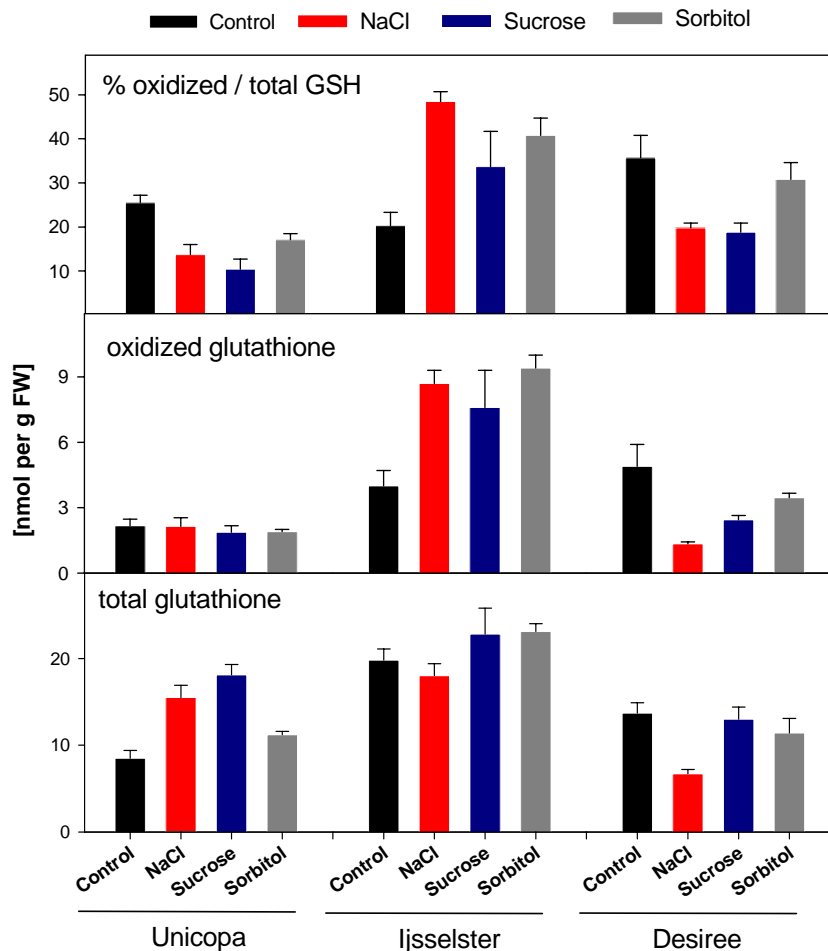 Control NaCl Sucrose Sorbitol
% oxidized / total GSH
50
40
30
20
10
oxidized glutathione
9
6
3
0
[nmol per g FW]
total glutathione
20
10
0
Control NaCl Sucrose Sorbitol Control NaCl Sucrose Sorbitol Control NaCl Sucrose Sorbitol
Unicopa Ijsselster Desiree